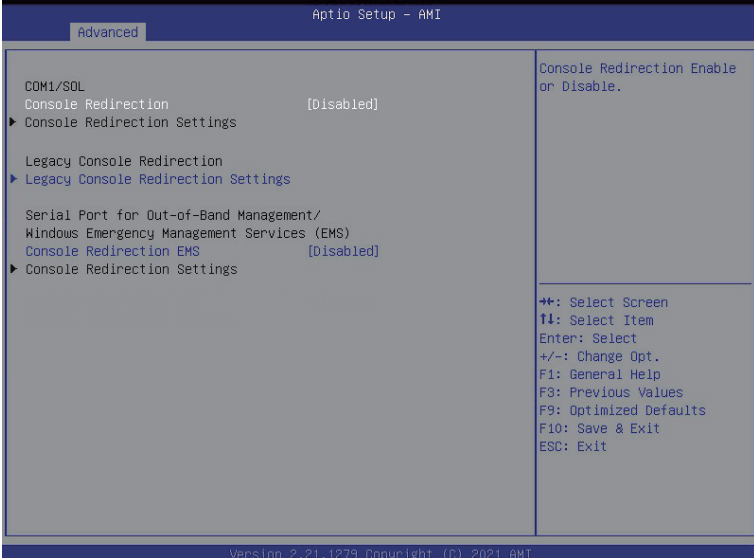 Aptio Setup – AMI
Advanced
COM1/SOL
Console Redirection [Disabled]
▶ Console Redirection Settings
Legacy Console Redirection
▶ Legacy Console Redirection Settings
Serial Port for Out-of-Band Management/
Windows Emergency Management Services (EMS)
Console Redirection EMS [Disabled]
▶ Console Redirection Settings
Console Redirection Enable
or Disable.
→←: Select Screen
↑↓: Select Item
Enter: Select
+/-: Change Opt.
F1: General Help
F3: Previous Values
F9: Optimized Defaults
F10: Save & Exit
ESC: Exit
Version 2.21.1279 Copyright (C) 2021 AMI